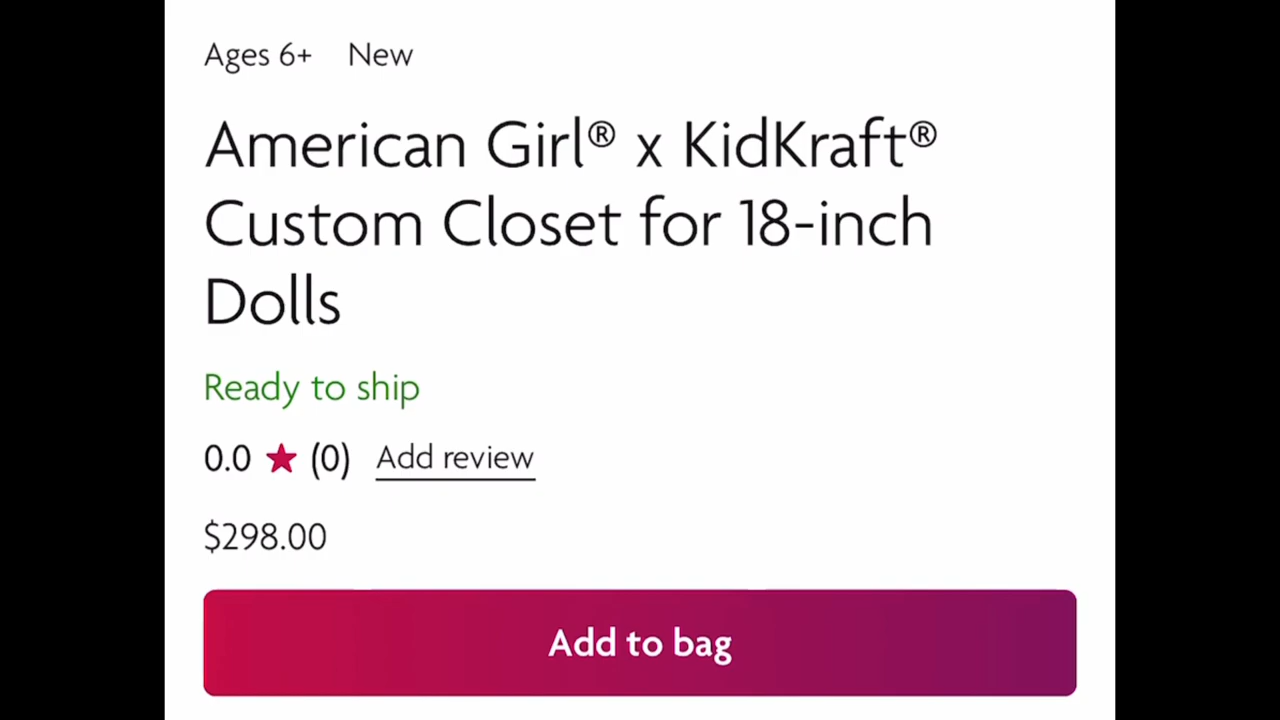 Ages 6+ New
American Girl® x KidKraft®
Custom Closet for 18-inch
Dolls
Ready to ship
0.0 ★ (0) Add review
$298.00
Add to bag